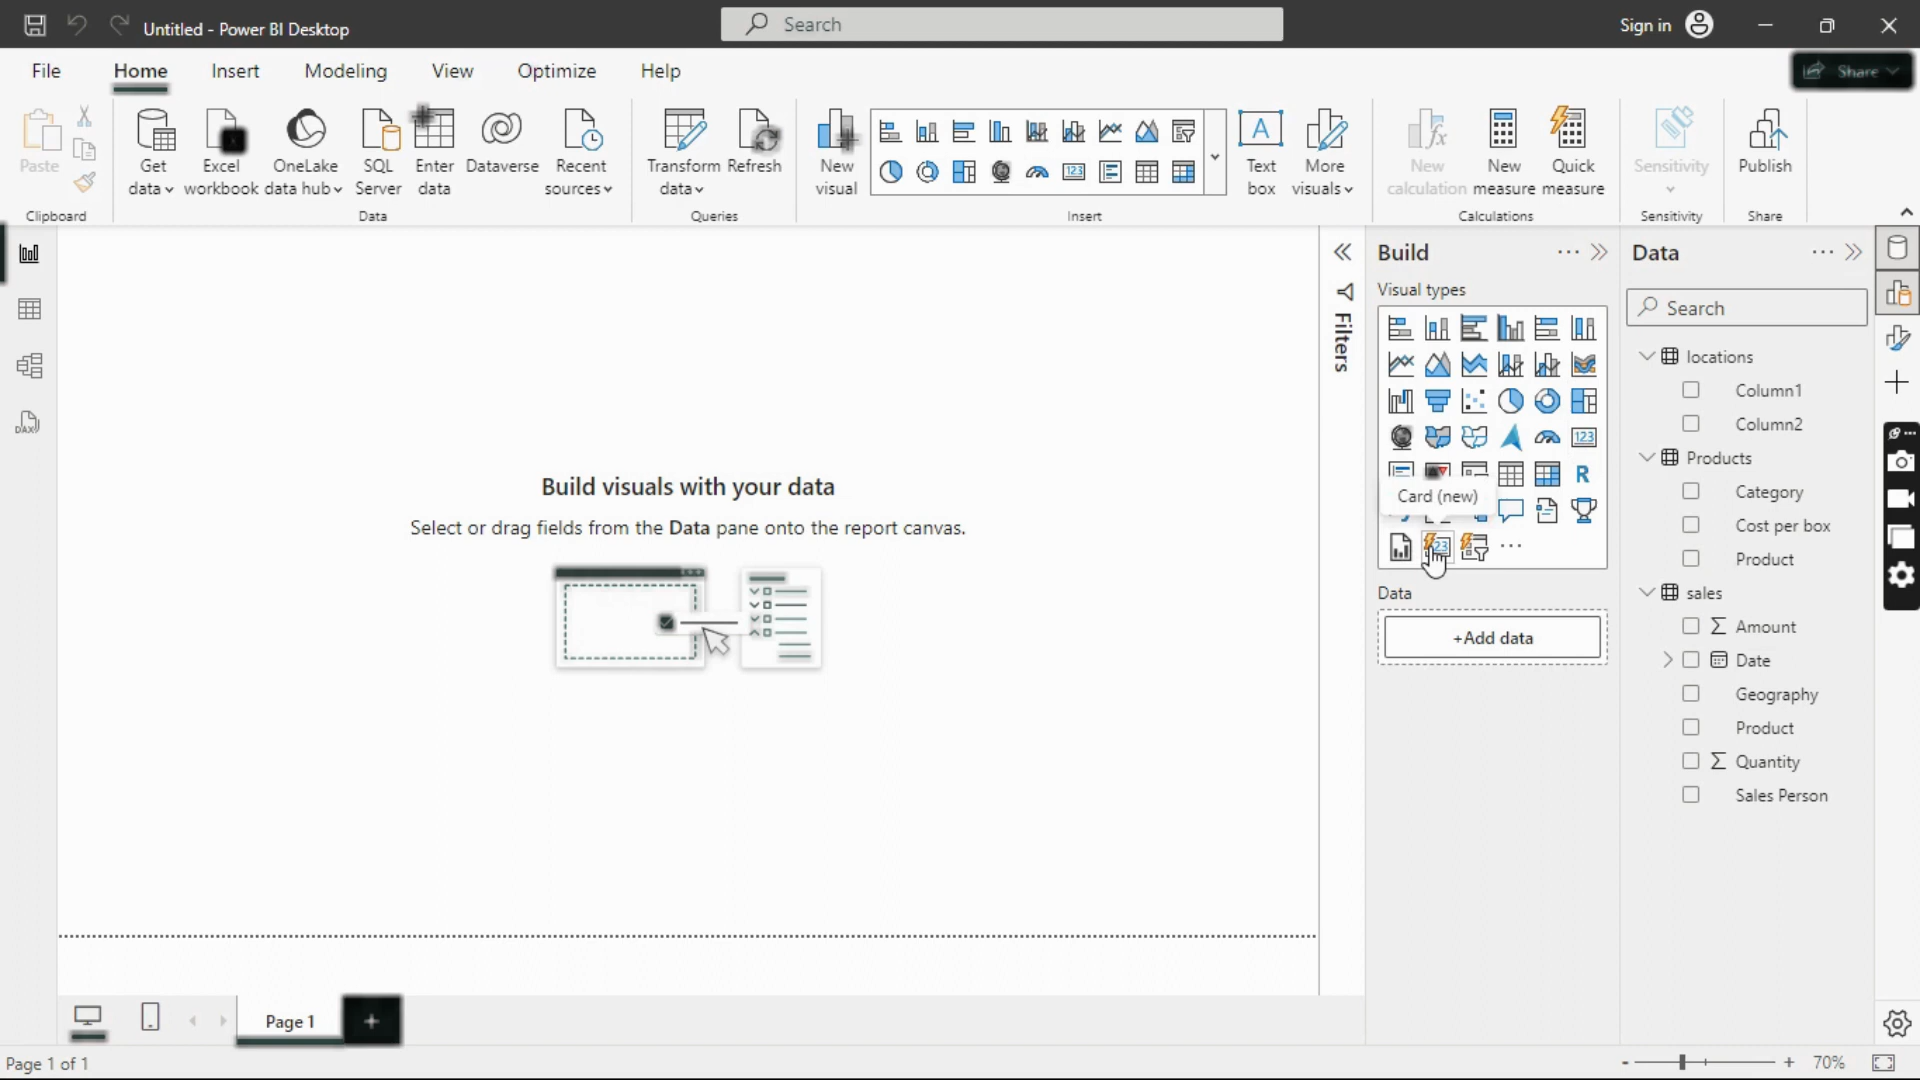 Untitled - Power BI Desktop
Search
Sign in
File
Home
Insert
Modeling
View
Optimize
Help
Share
Paste
Get data
Excel workbook
OneLake data hub
SQL Server
Enter data
Dataverse
Recent sources
Transform data
Refresh
New visual
Text box
More visuals
New calculation
New measure
Quick measure
Sensitivity
Publish
Clipboard
Data
Queries
Insert
Calculations
Sensitivity
Share
Build
Data
Visual types
Search
Filters
locations
Column1
Column2
Products
Category
Cost per box
Product
sales
Amount
Date
Geography
Product
Quantity
Sales Person
Card (new)
Data
+Add data
Build visuals with your data
Select or drag fields from the Data pane onto the report canvas.
DAX
Page 1
Page 1 of 1
70%